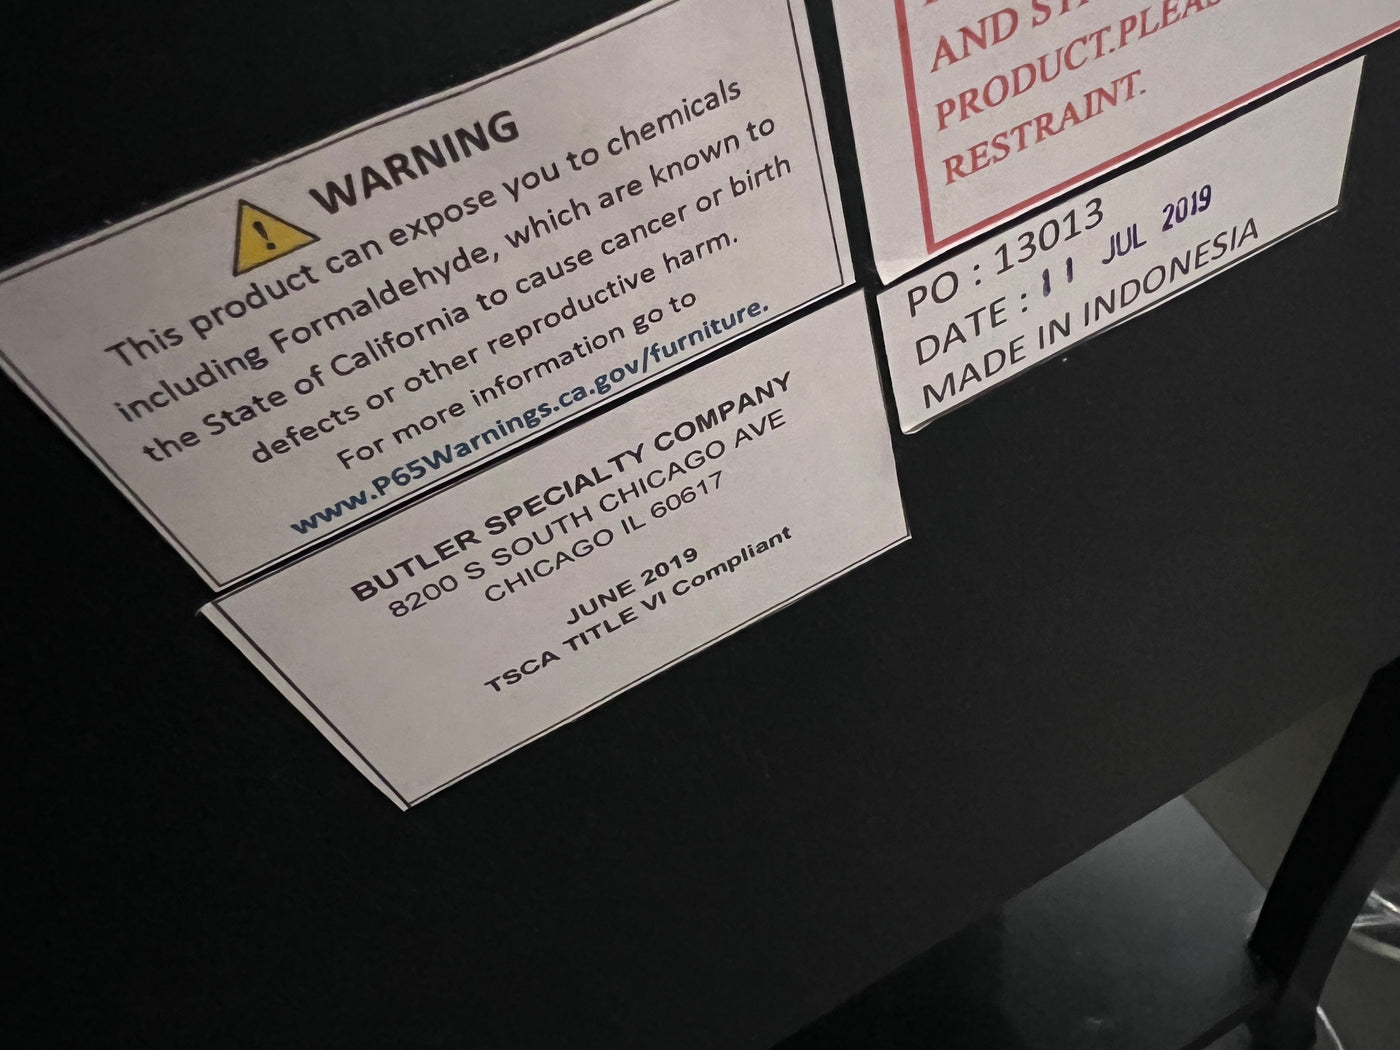 WARNING
This product can expose you to chemicals
including Formaldehyde, which are known to
the State of California to cause cancer or birth
defects or other reproductive harm.
For more information go to
www.P65Warnings.ca.gov/furniture.
BUTLER SPECIALTY COMPANY
8200 S SOUTH CHICAGO AVE
CHICAGO IL 60617
JUNE 2019
TSCA TITLE VI Compliant
AND
PRODUCT.
RESTRAINT.
PO : 13013
DATE : 11 JUL 2019
MADE IN INDONESIA